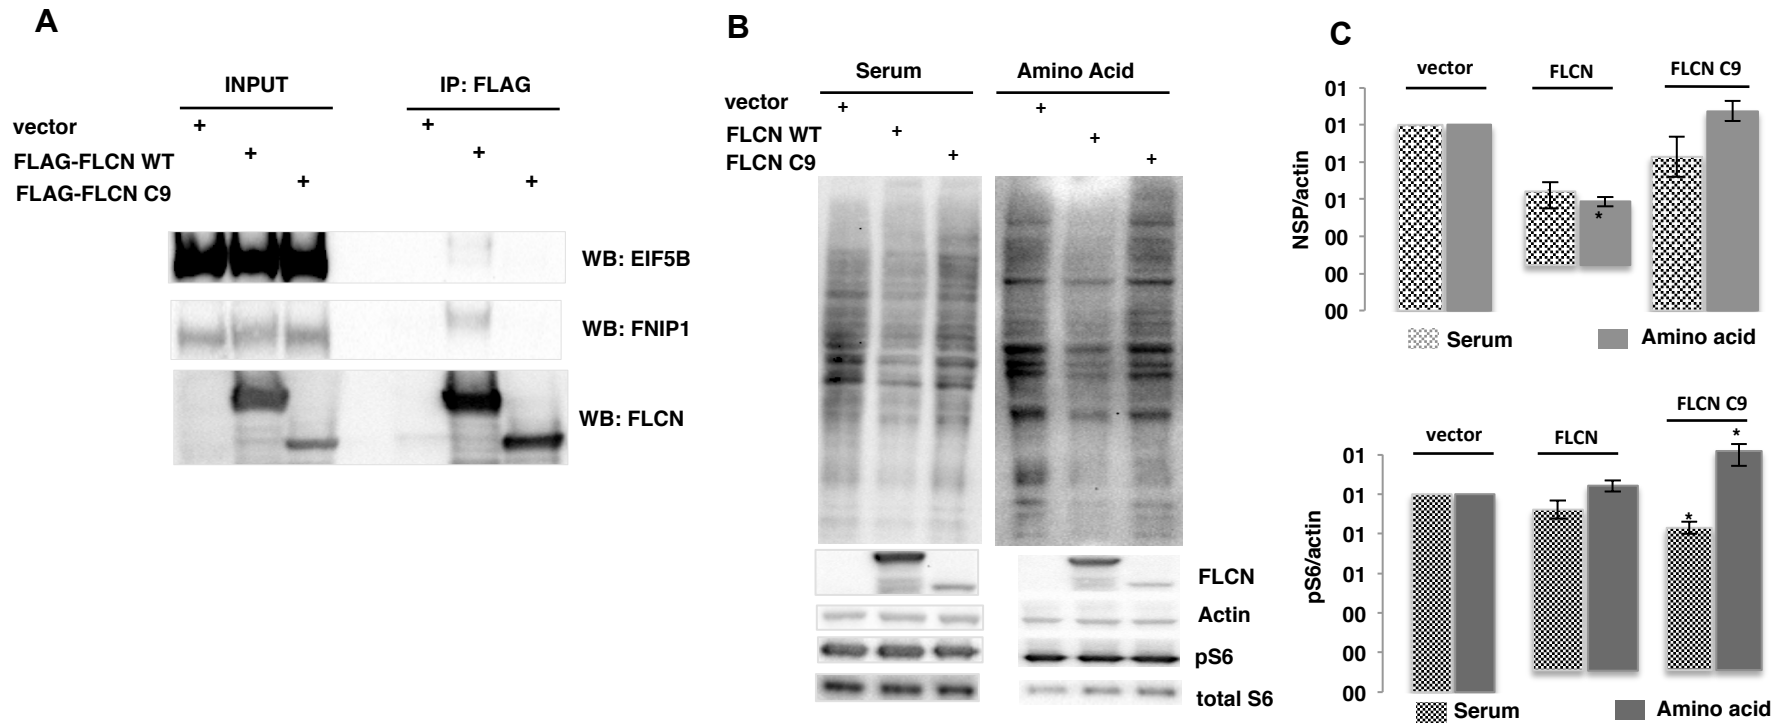 A
INPUT
IP: FLAG
vector
+
+
FLAG-FLCN WT
+
+
FLAG-FLCN C9
+
+
WB: EIF5B
WB: FNIP1
WB: FLCN
B
Serum
Amino Acid
vector
+
+
FLCN WT
+
+
FLCN C9
+
+
FLCN
Actin
pS6
total S6
C
vector
FLCN
FLCN C9
NSP/actin
01
01
01
01
00
00
00
*
Serum
Amino acid
vector
FLCN
FLCN C9
pS6/actin
01
01
01
01
00
00
00
*
*
Serum
Amino acid